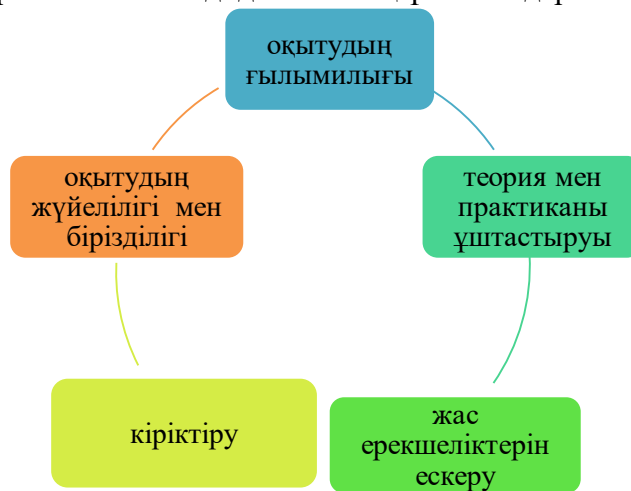 оқытудың
ғылымилығы
оқытудың
жүйелілігі мен
бірізділігі
теория мен
практиканы
ұштастыруы
кіріктіру
жас
ерекшеліктерін
ескеру